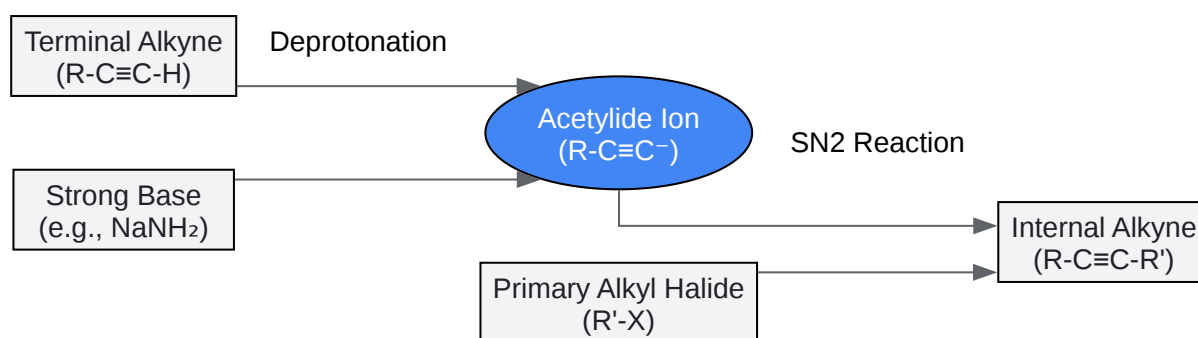 Terminal Alkyne
(R-C≡C-H)
Deprotonation
Acetylide Ion
(R-C≡C⁻)
SN2 Reaction
Strong Base
(e.g., NaNH₂)
Internal Alkyne
(R-C≡C-R')
Primary Alkyl Halide
(R'-X)